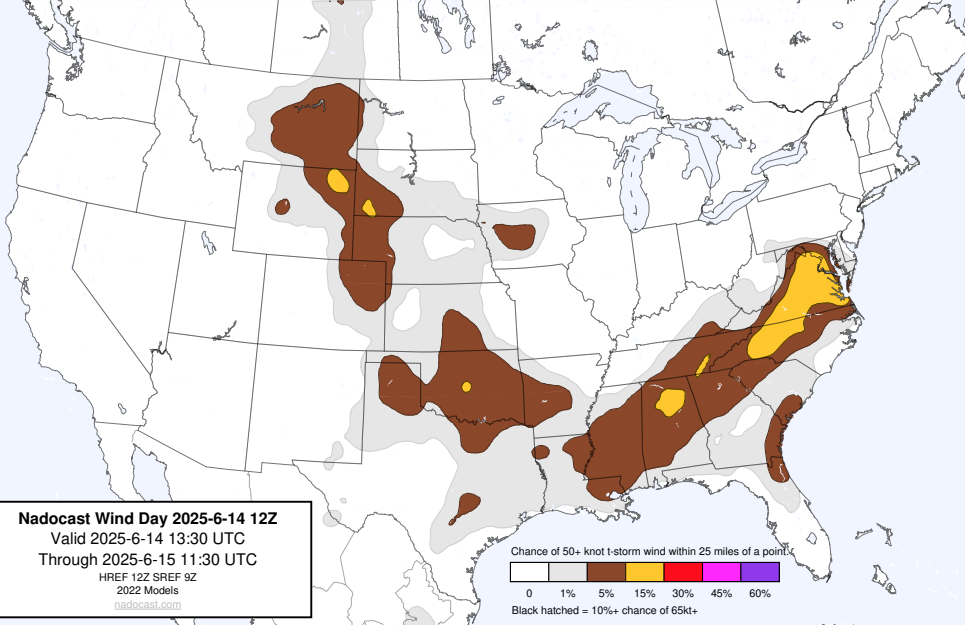 Nadocast Wind Day 2025-6-14 12Z
Valid 2025-6-14 13:30 UTC
Through 2025-6-15 11:30 UTC
HREF 12Z SREF 9Z
2022 Models
nadocast.com
Chance of 50+ knot t-storm wind within 25 miles of a point.
0 1% 5% 15% 30% 45% 60%
Black hatched = 10%+ chance of 65kt+